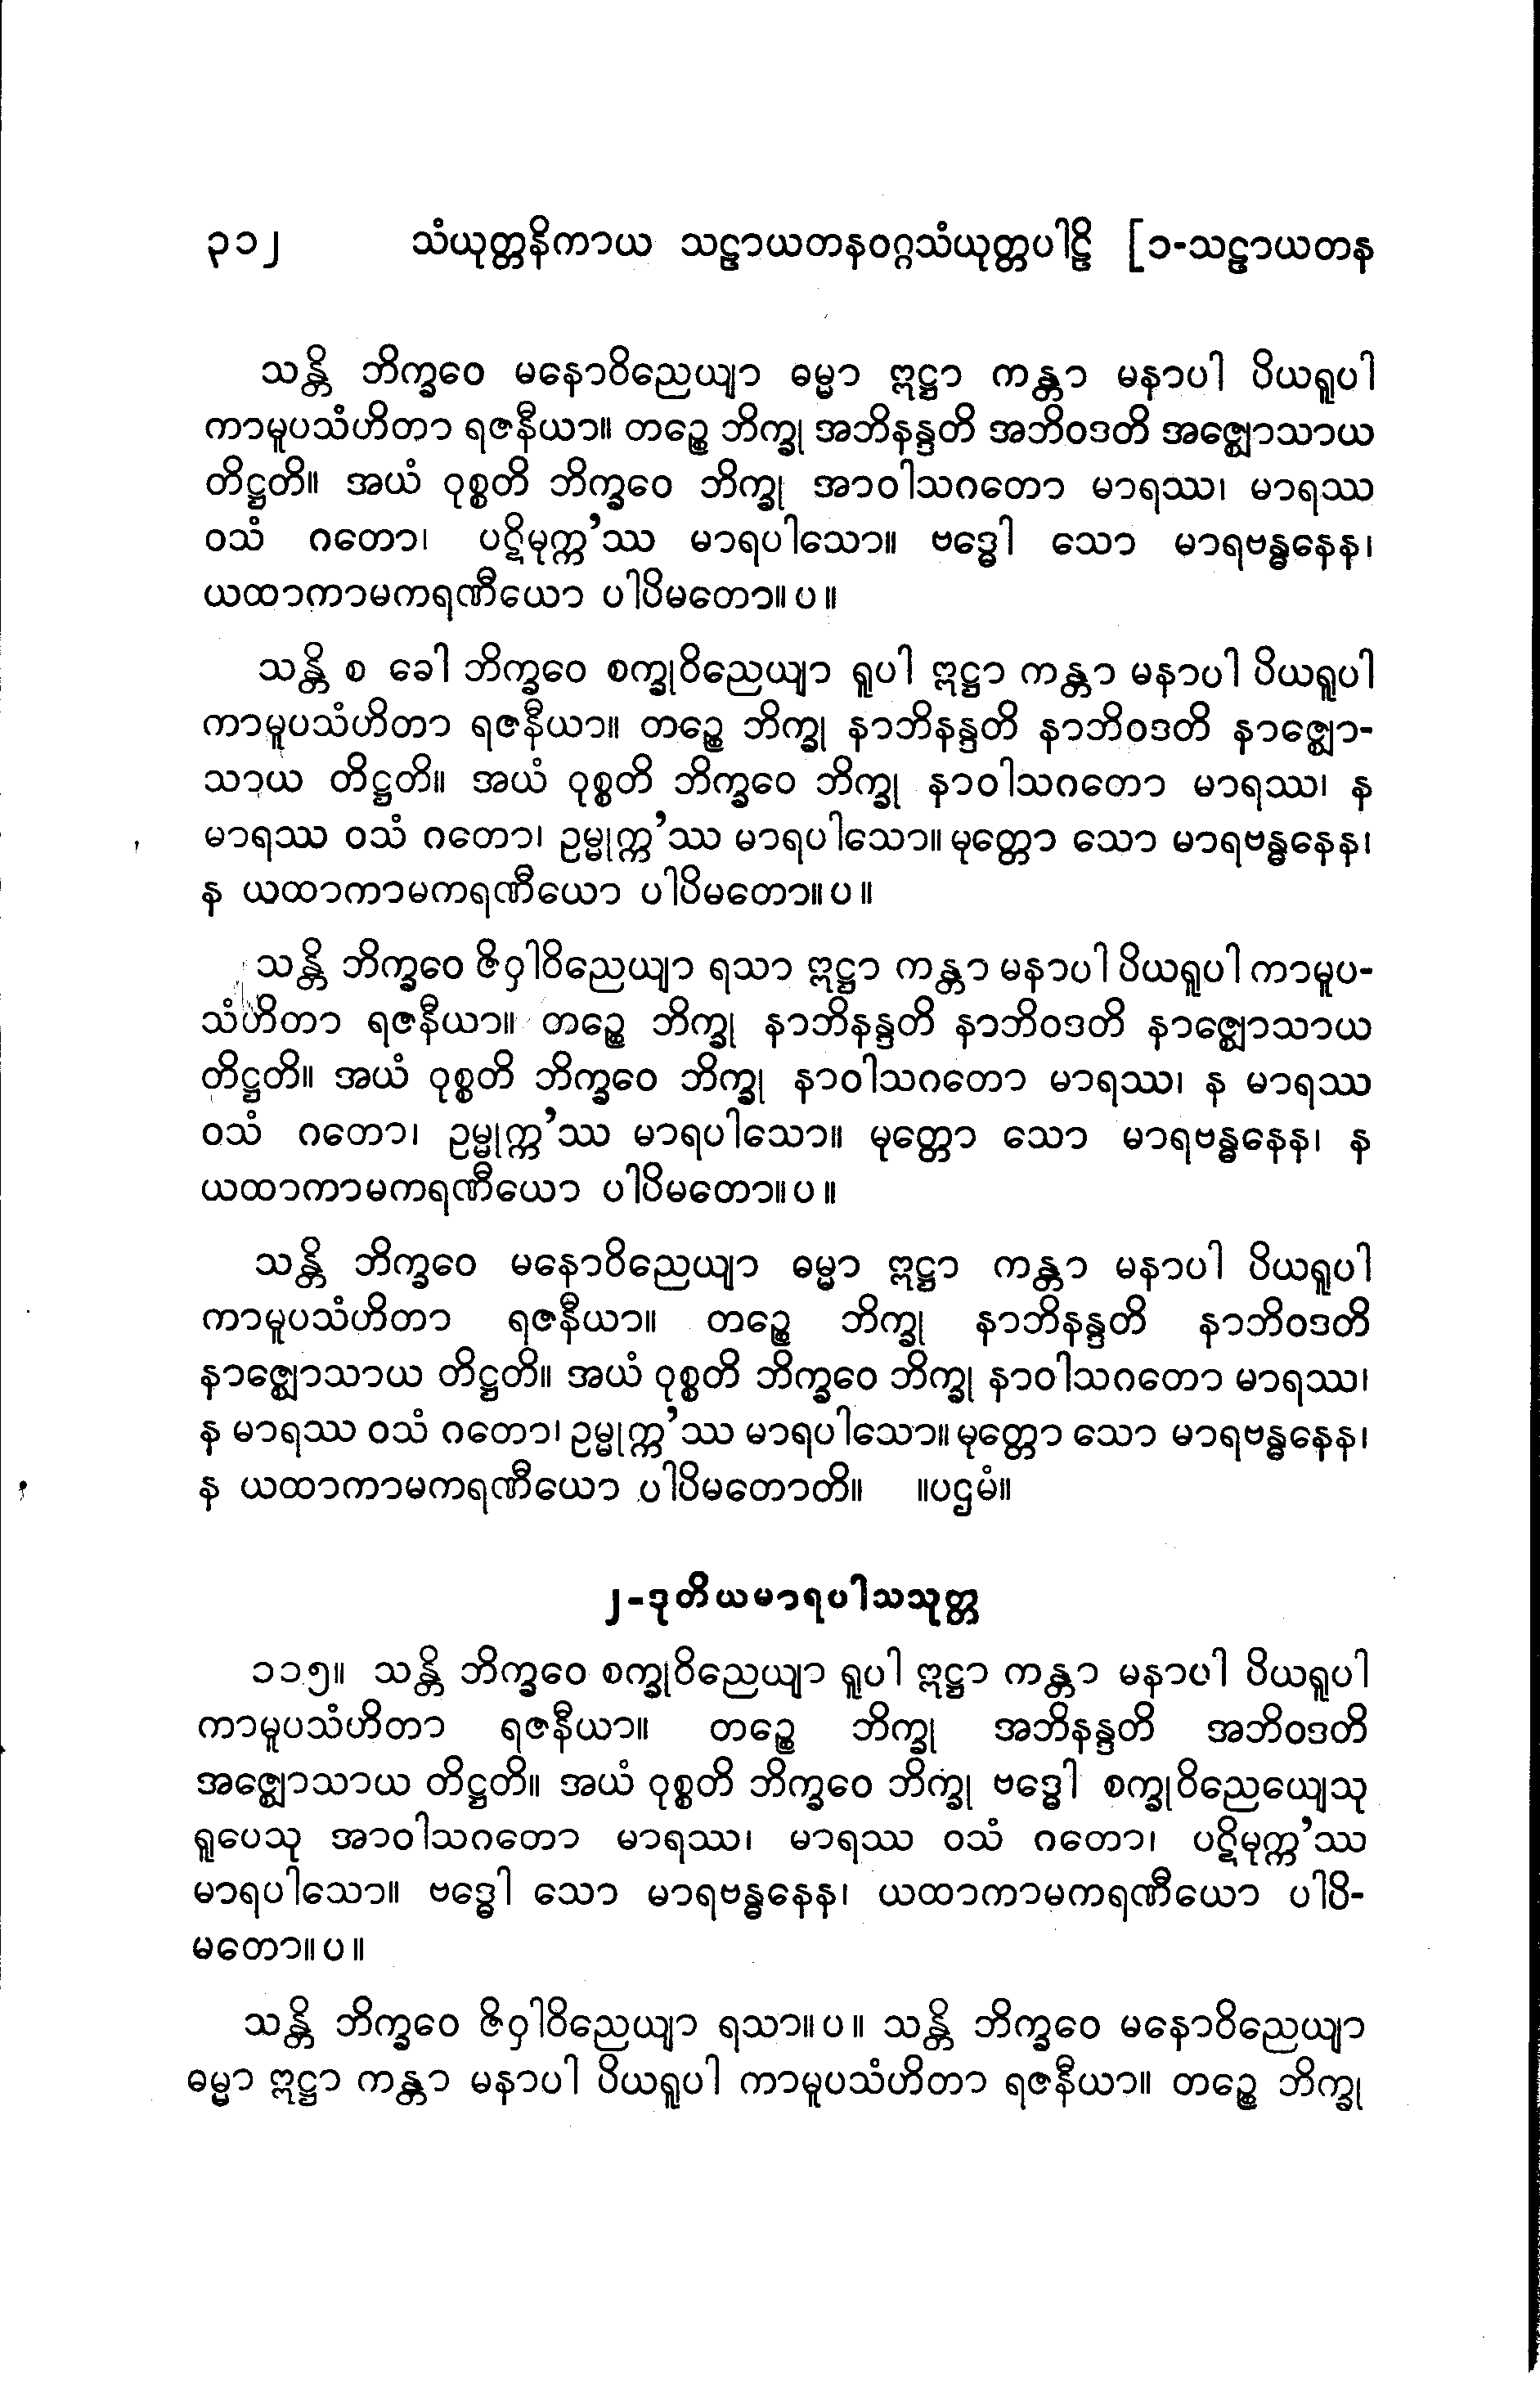 ၃၁၂ သံယုတ္တနိကာယ သဠာယတနဝဂ္ဂသံယုတ္တပါဠိ [၁-သဠာယတန
သန္တိ ဘိက္ခဝေ မနောဝိညေယျာ ဓမ္မာ ဣဋ္ဌာ ကန္တာ မနာပါ ပိယရူပါ
ကာမူပသံဟိတာ ရဇနီယာ။ တဉ္စေ ဘိက္ခု အဘိနန္ဒတိ အဘိဝဒတိ အဇ္ဈောသာယ
တိဋ္ဌတိ။ အယံ ဝုစ္စတိ ဘိက္ခဝေ ဘိက္ခု အာဝါသဂတော မာရဿ၊ မာရဿ
ဝသံ ဂတော၊ ပဋိမုက္က’ဿ မာရပါသော။ ဗဒ္ဓေါ သော မာရဗန္ဓနေန၊
ယထာကာမကရဏီယော ပါပိမတော။ပ။
သန္တိ စ ခေါ ဘိက္ခဝေ စက္ခုဝိညေယျာ ရူပါ ဣဋ္ဌာ ကန္တာ မနာပါ ပိယရူပါ
ကာမူပသံဟိတာ ရဇနီယာ။ တဉ္စေ ဘိက္ခု နာဘိနန္ဒတိ နာဘိဝဒတိ နာဇ္ဈော-
သာယ တိဋ္ဌတိ။ အယံ ဝုစ္စတိ ဘိက္ခဝေ ဘိက္ခု နာဝါသဂတော မာရဿ၊ န
မာရဿ ဝသံ ဂတော၊ ဥမ္မုက္က’ဿ မာရပါသော။ မုတ္တော သော မာရဗန္ဓနေန၊
န ယထာကာမကရဏီယော ပါပိမတော။ပ။
သန္တိ ဘိက္ခဝေ ဇိဝှါဝိညေယျာ ရသာ ဣဋ္ဌာ ကန္တာ မနာပါ ပိယရူပါ ကာမူပ-
သံဟိတာ ရဇနီယာ။ တဉ္စေ ဘိက္ခု နာဘိနန္ဒတိ နာဘိဝဒတိ နာဇ္ဈောသာယ
တိဋ္ဌတိ။ အယံ ဝုစ္စတိ ဘိက္ခဝေ ဘိက္ခု နာဝါသဂတော မာရဿ၊ န မာရဿ
ဝသံ ဂတော၊ ဥမ္မုက္က’ဿ မာရပါသော။ မုတ္တော သော မာရဗန္ဓနေန၊ န
ယထာကာမကရဏီယော ပါပိမတော။ပ။
သန္တိ ဘိက္ခဝေ မနောဝိညေယျာ ဓမ္မာ ဣဋ္ဌာ ကန္တာ မနာပါ ပိယရူပါ
ကာမူပသံဟိတာ ရဇနီယာ။ တဉ္စေ ဘိက္ခု နာဘိနန္ဒတိ နာဘိဝဒတိ
နာဇ္ဈောသာယ တိဋ္ဌတိ။ အယံ ဝုစ္စတိ ဘိက္ခဝေ ဘိက္ခု နာဝါသဂတော မာရဿ၊
န မာရဿ ဝသံ ဂတော၊ ဥမ္မုက္က’ဿ မာရပါသော။ မုတ္တော သော မာရဗန္ဓနေန၊
န ယထာကာမကရဏီယော ပါပိမတောတိ။ ။ပဌမံ။
၂-ဒုတိယမာရပါသသုတ္တ
၁၁၅။ သန္တိ ဘိက္ခဝေ စက္ခုဝိညေယျာ ရူပါ ဣဋ္ဌာ ကန္တာ မနာပါ ပိယရူပါ
ကာမူပသံဟိတာ ရဇနီယာ။ တဉ္စေ ဘိက္ခု အဘိနန္ဒတိ အဘိဝဒတိ
အဇ္ဈောသာယ တိဋ္ဌတိ။ အယံ ဝုစ္စတိ ဘိက္ခဝေ ဘိက္ခု ဗဒ္ဓေါ စက္ခုဝိညေယျေသု
ရူပေသု အာဝါသဂတော မာရဿ၊ မာရဿ ဝသံ ဂတော၊ ပဋိမုက္က’ဿ
မာရပါသော။ ဗဒ္ဓေါ သော မာရဗန္ဓနေန၊ ယထာကာမကရဏီယော ပါပိ-
မတော။ပ။
သန္တိ ဘိက္ခဝေ ဇိဝှါဝိညေယျာ ရသာ။ပ။ သန္တိ ဘိက္ခဝေ မနောဝိညေယျာ
ဓမ္မာ ဣဋ္ဌာ ကန္တာ မနာပါ ပိယရူပါ ကာမူပသံဟိတာ ရဇနီယာ။ တဉ္စေ ဘိက္ခု